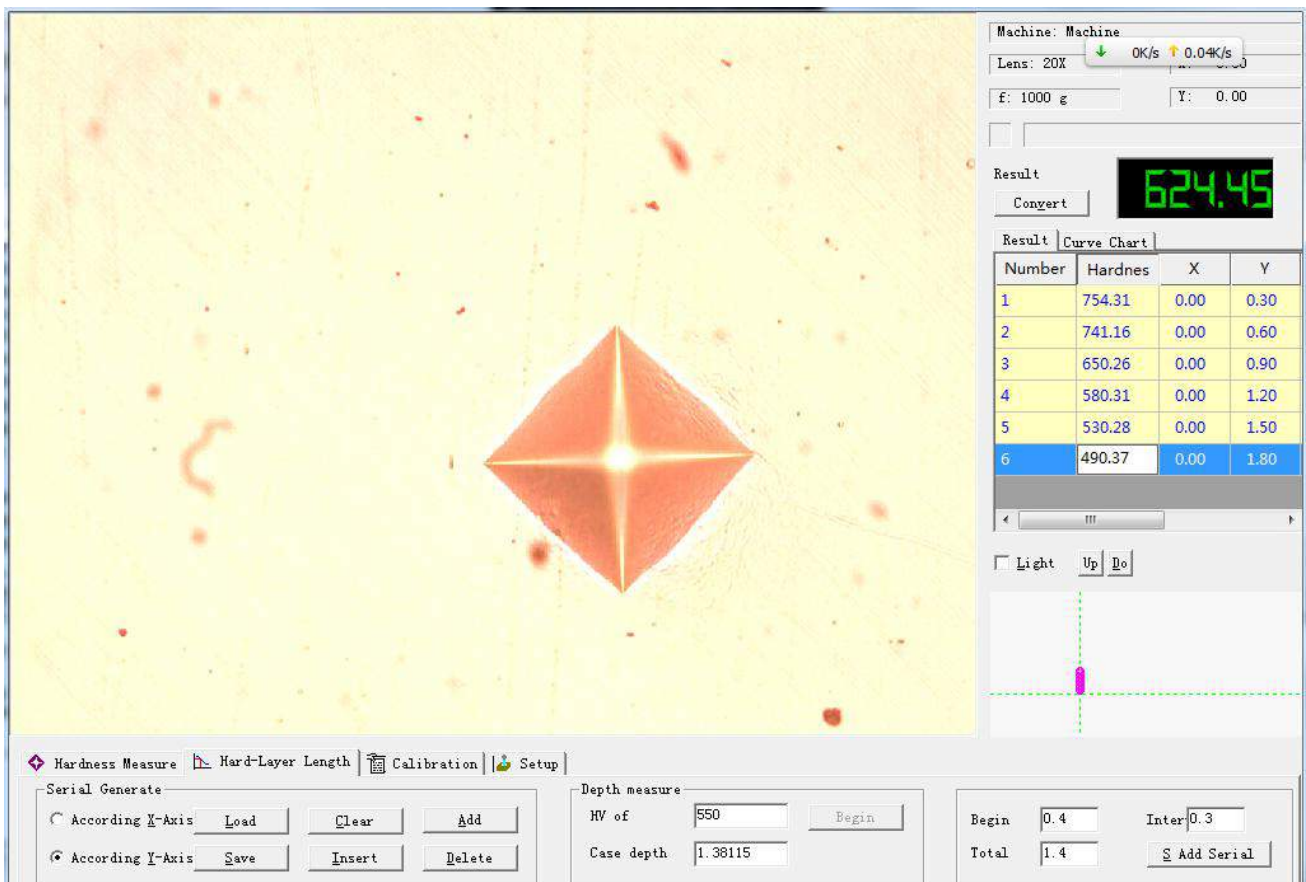 Machine: Machine
0K/s 0.04K/s
Lens: 20X
f: 1000 g Y: 0.00
Result
Convert 624.45
Result Curve Chart
Number Hardnes X Y
1 754.31 0.00 0.30
2 741.16 0.00 0.60
3 650.26 0.00 0.90
4 580.31 0.00 1.20
5 530.28 0.00 1.50
6 490.37 0.00 1.80
Light Up Do
Hardness Measure Hard-Layer Length Calibration Setup
Serial Generate
According X-Axis Load Clear Add
According Y-Axis Save Insert Delete
Depth measure
HV of 550 Begin
Case depth 1.38115
Begin 0.4 Inter 0.3
Total 1.4 S Add Serial